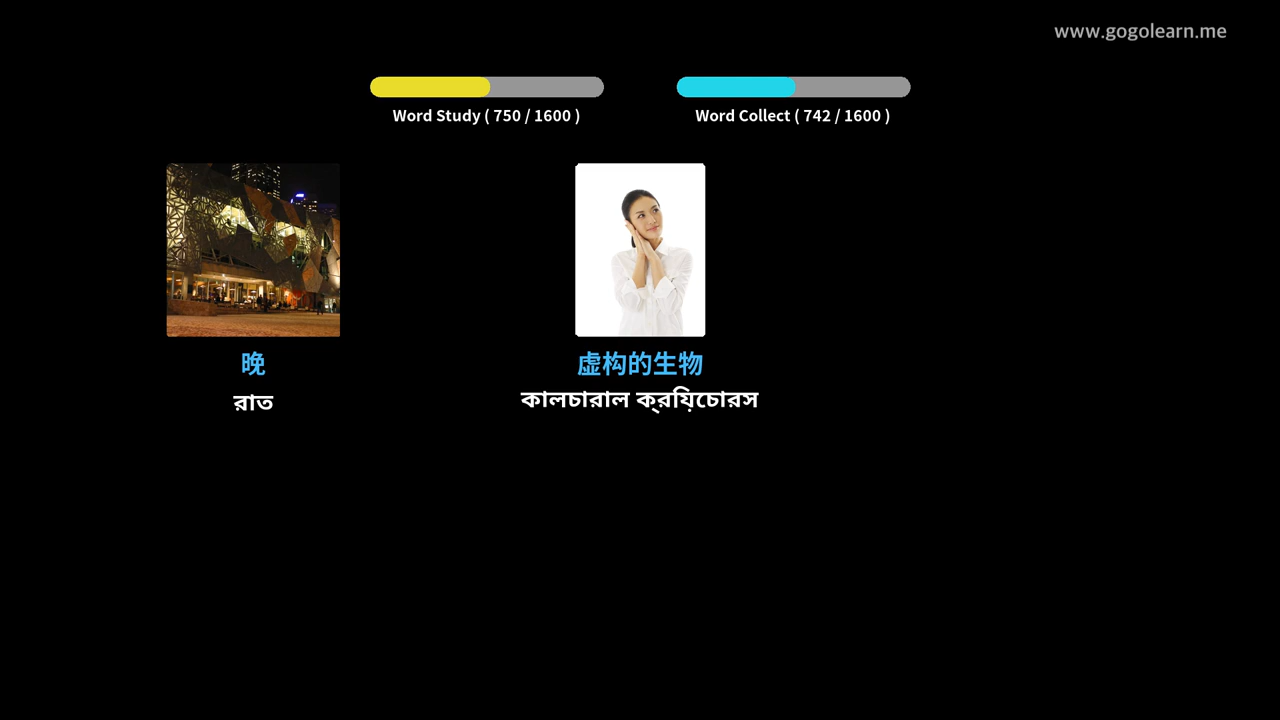 www.gogolearn.me
Word Study ( 750 / 1600 )
Word Collect ( 742 / 1600 )
晚
虚构的生物
রাত
কালচারাল ক্রিয়িচোরস